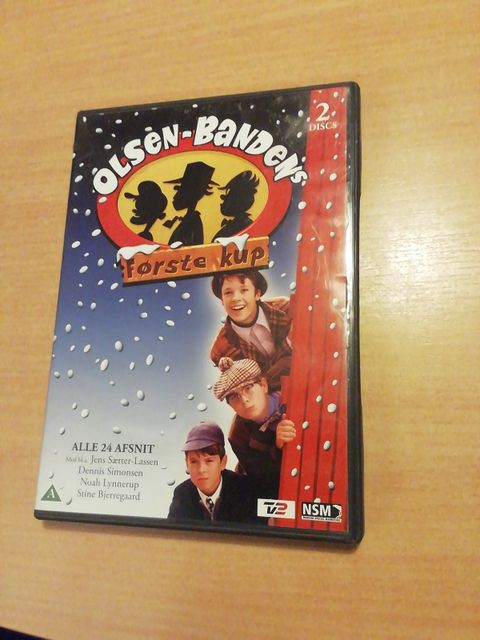 2
DISCS
OLSEN-BANDENS
Første kup
ALLE 24 AFSNIT
Med bl.a. Jens Sætter-Lassen
Dennis Simonsen
Noah Lynnerup
Stine Bjerregaard
A
TV2
NSM